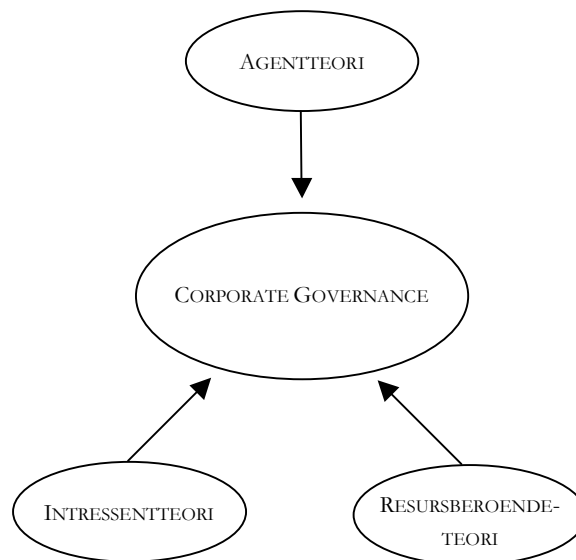 AGENTTEORI
CORPORATE GOVERNANCE
INTRESSENTTEORI
RESURSBEROENDE-
TEORI